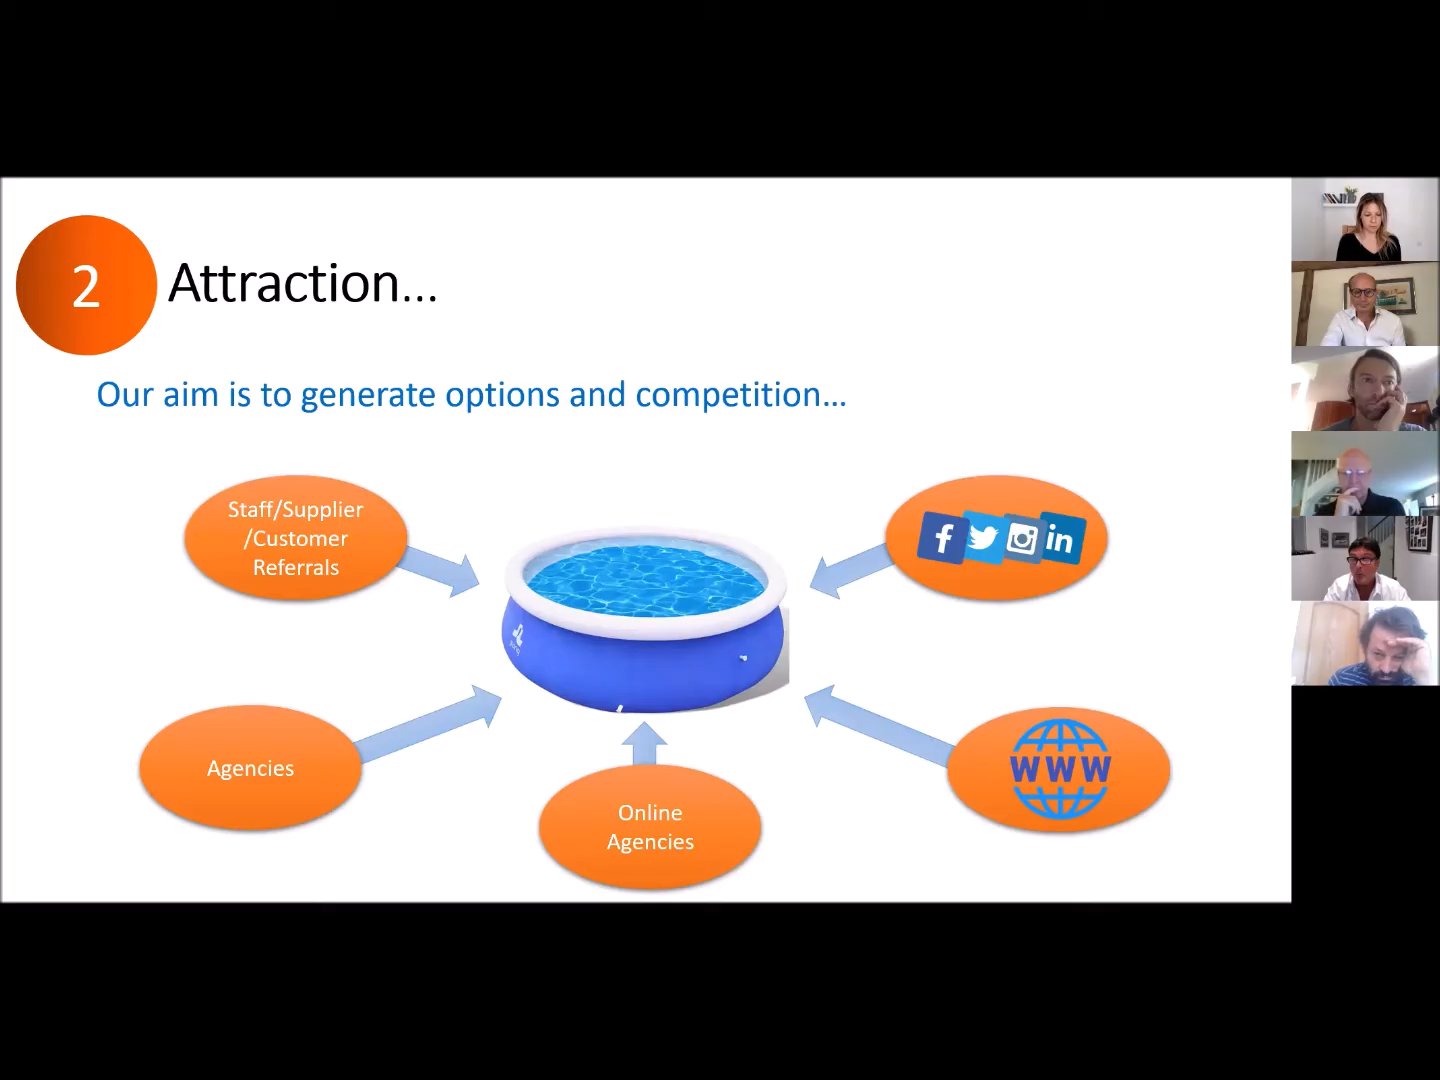 2
Attraction...
Our aim is to generate options and competition...
Staff/Supplier
/Customer
Referrals
f in
Agencies
Online
Agencies
WWW